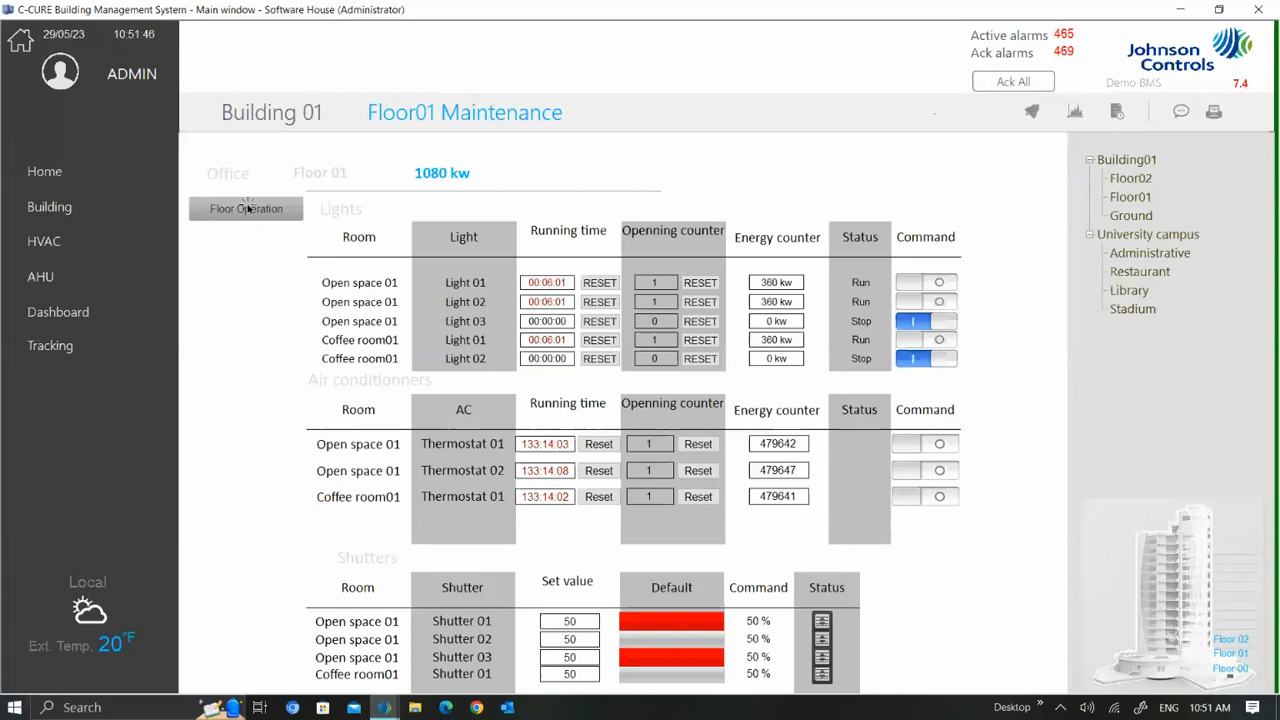 C-CURE Building Management System - Main window - Software House (Administrator)
29/05/23 10:51:46
ADMIN
Active alarms 465
Ack alarms 469
Ack All
Johnson Controls
Demo BMS 7.4
Building 01 Floor01 Maintenance
Home
Building
HVAC
AHU
Dashboard
Tracking
Local
Ext. Temp. 20°F
Office Floor 01 1080 kw
Floor Operation
Lights
Room Light Running time Openning counter Energy counter Status Command
Open space 01 Light 01 00:06:01 RESET 1 RESET 360 kw Run
Open space 01 Light 02 00:06:01 RESET 1 RESET 360 kw Run
Open space 01 Light 03 00:00:00 RESET 0 RESET 0 kw Stop
Coffee room01 Light 01 00:06:01 RESET 1 RESET 360 kw Run
Coffee room01 Light 02 00:00:00 RESET 0 RESET 0 kw Stop
Air conditionners
Room AC Running time Openning counter Energy counter Status Command
Open space 01 Thermostat 01 133:14:03 Reset 1 Reset 479642
Open space 01 Thermostat 02 133:14:08 Reset 1 Reset 479647
Coffee room01 Thermostat 01 133:14:02 Reset 1 Reset 479641
Shutters
Room Shutter Set value Default Command Status
Open space 01 Shutter 01 50 50 %
Open space 01 Shutter 02 50 50 %
Open space 01 Shutter 03 50 50 %
Coffee room01 Shutter 01 50 50 %
Building01
Floor02
Floor01
Ground
University campus
Administrative
Restaurant
Library
Stadium
Floor 02
Floor 01
Floor-00
Search
Desktop
ENG
10:51 AM